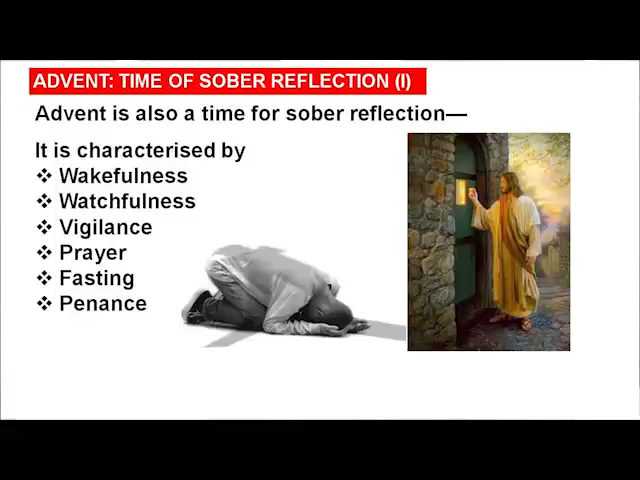 ADVENT: TIME OF SOBER REFLECTION (I)
Advent is also a time for sober reflection—
It is characterised by
❖ Wakefulness
❖ Watchfulness
❖ Vigilance
❖ Prayer
❖ Fasting
❖ Penance